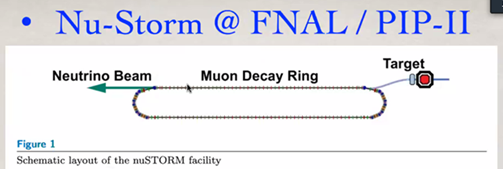 • Nu-Storm @ FNAL / PIP-II
Target
Neutrino Beam Muon Decay Ring
Figure 1
Schematic layout of the nuSTORM facility